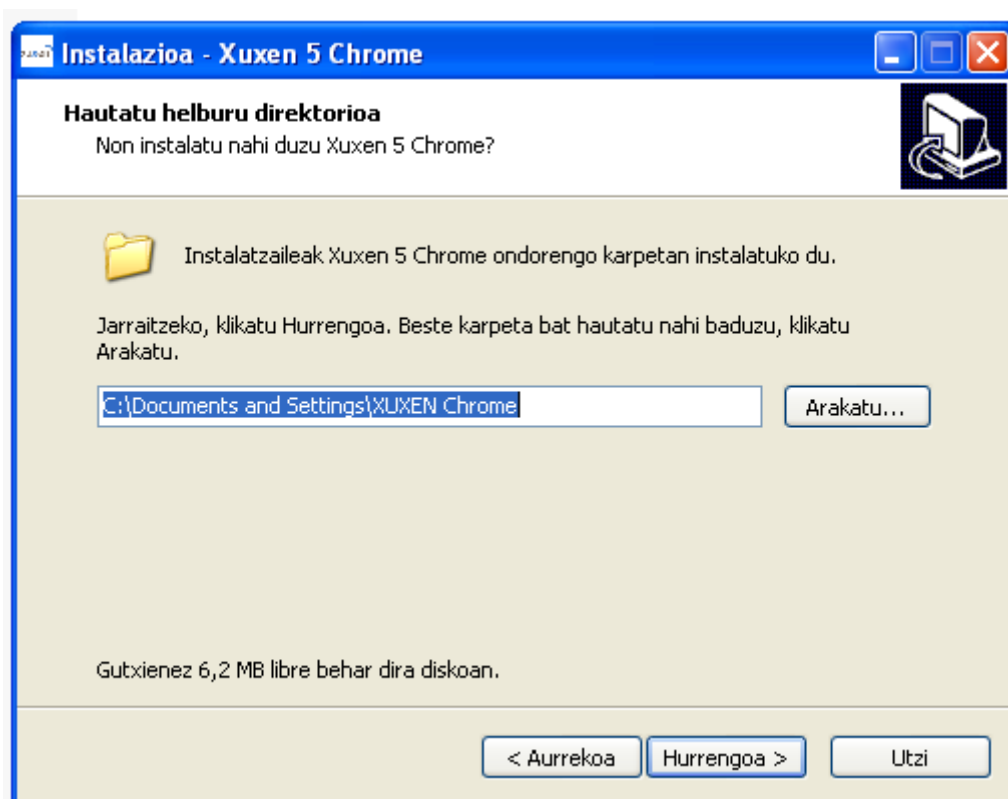 Instalazioa - Xuxen 5 Chrome
Hautatu helburu direktorioa
Non instalatu nahi duzu Xuxen 5 Chrome?
Instalatzaileak Xuxen 5 Chrome ondorengo karpetan instalatuko du.
Jarraitzeko, klikatu Hurrengoa. Beste karpeta bat hautatu nahi baduzu, klikatu
Arakatu.
C:\Documents and Settings\XUXEN Chrome
Arakatu...
Gutxienez 6,2 MB libre behar dira diskoan.
< Aurrekoa
Hurrengoa >
Utzi